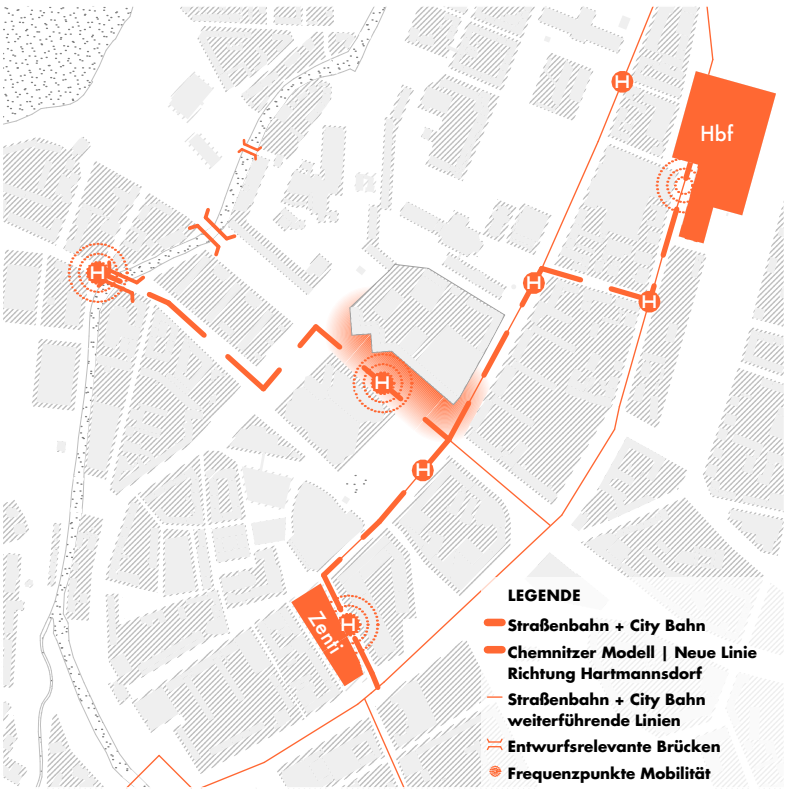 H
Hbf
H
H
H
H
H
H
Zenti
LEGENDE
Straßenbahn + City Bahn
Chemnitzer Modell | Neue Linie
Richtung Hartmannsdorf
Straßenbahn + City Bahn
weiterführende Linien
Entwurfsrelevante Brücken
Frequenzpunkte Mobilität